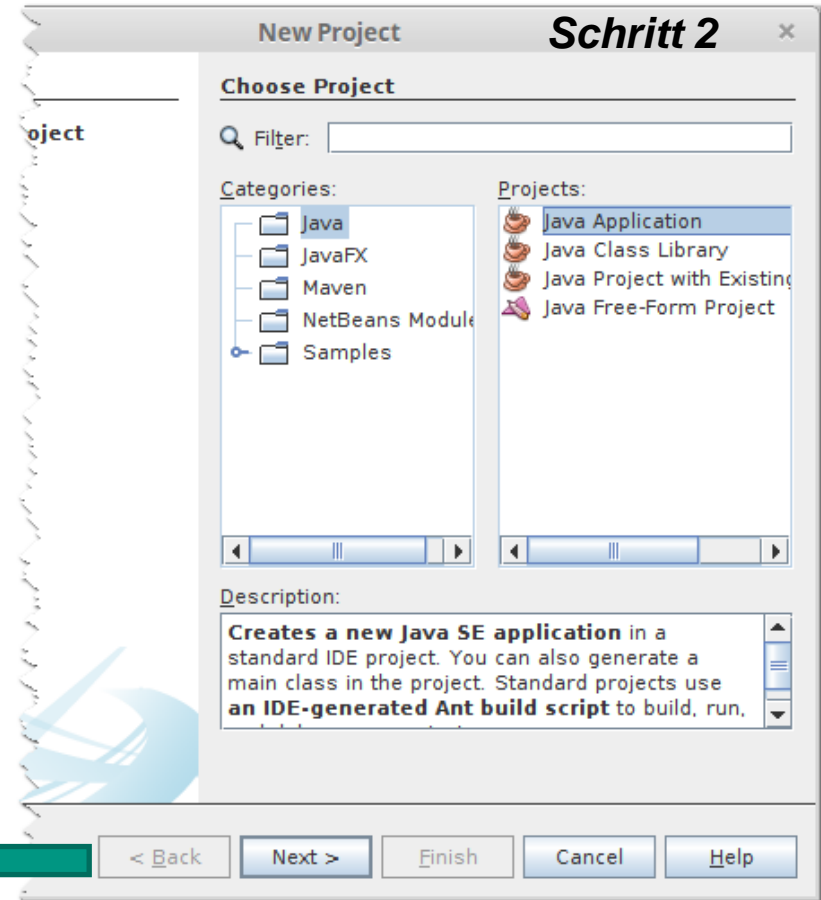 New Project
Schritt 2
Choose Project
oject
Filter:
Categories:
Projects:
Java
JavaFX
Maven
NetBeans Module
Samples
Java Application
Java Class Library
Java Project with Existing
Java Free-Form Project
Description:
Creates a new Java SE application in a
standard IDE project. You can also generate a
main class in the project. Standard projects use
an IDE-generated Ant build script to build, run,
< Back
Next >
Finish
Cancel
Help